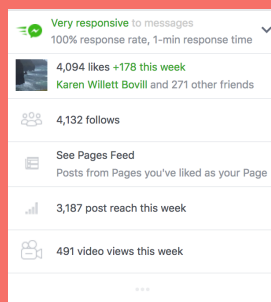 Very responsive to messages
100% response rate, 1-min response time
4,094 likes +178 this week
Karen Willett Bovill and 271 other friends
4,132 follows
See Pages Feed
Posts from Pages you've liked as your Page
3,187 post reach this week
491 video views this week